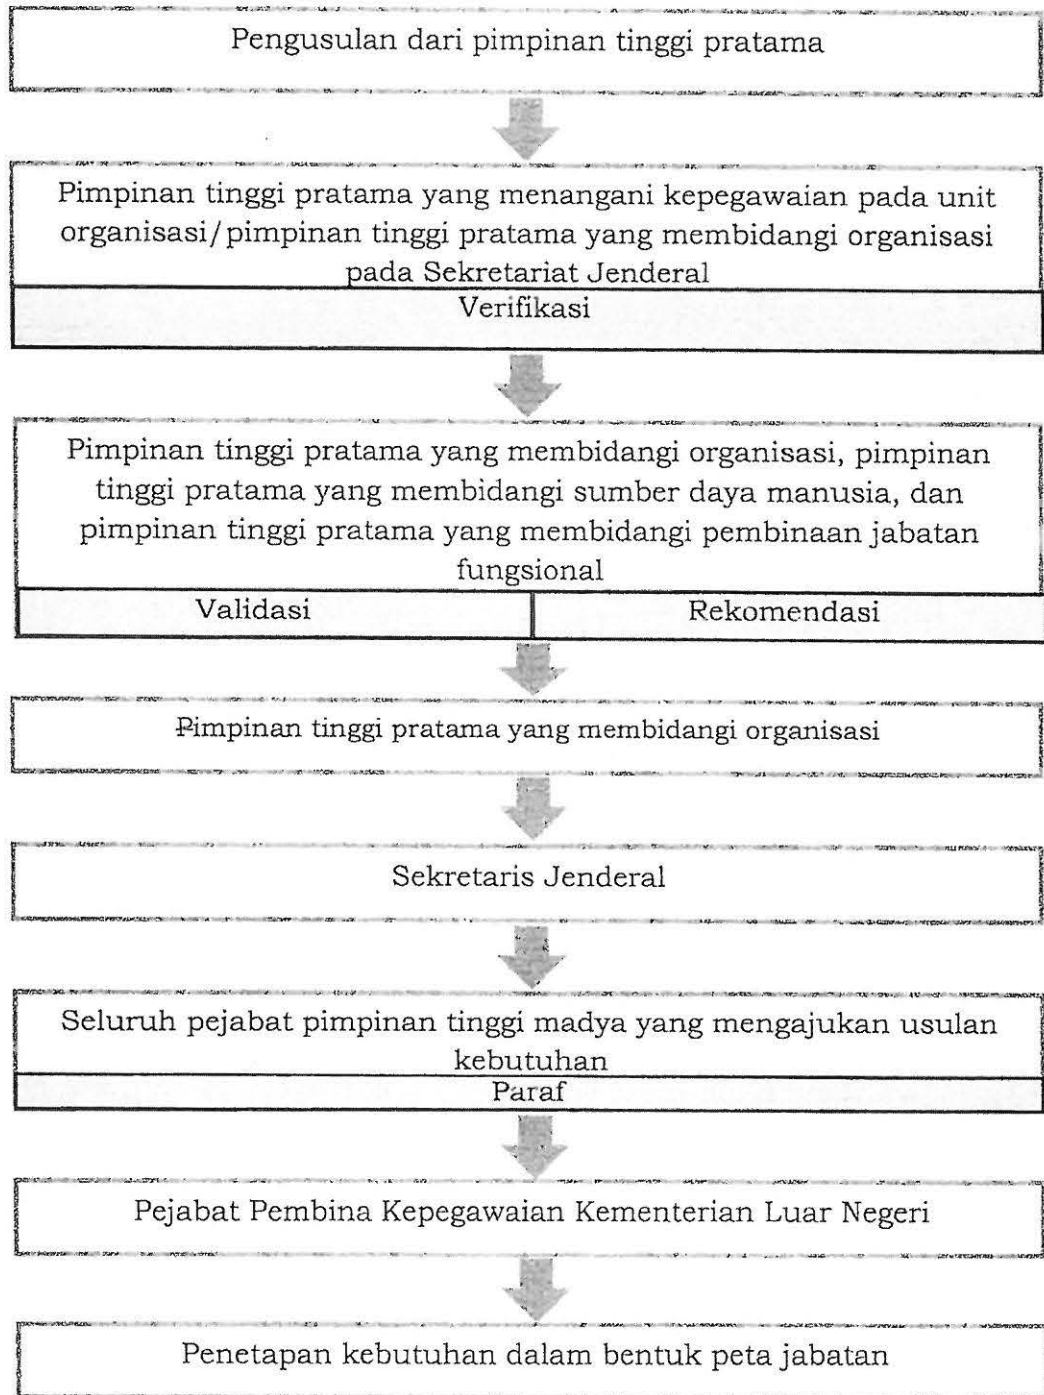 Pengusulan dari pimpinan tinggi pratama
Pimpinan tinggi pratama yang menangani kepegawaian pada unit
organisasi/pimpinan tinggi pratama yang membidangi organisasi
pada Sekretariat Jenderal
Verifikasi
Pimpinan tinggi pratama yang membidangi organisasi, pimpinan
tinggi pratama yang membidangi sumber daya manusia, dan
pimpinan tinggi pratama yang membidangi pembinaan jabatan
fungsional
Validasi
Rekomendasi
Pimpinan tinggi pratama yang membidangi organisasi
Sekretaris Jenderal
Seluruh pejabat pimpinan tinggi madya yang mengajukan usulan
kebutuhan
Paraf
Pejabat Pembina Kepegawaian Kementerian Luar Negeri
Penetapan kebutuhan dalam bentuk peta jabatan